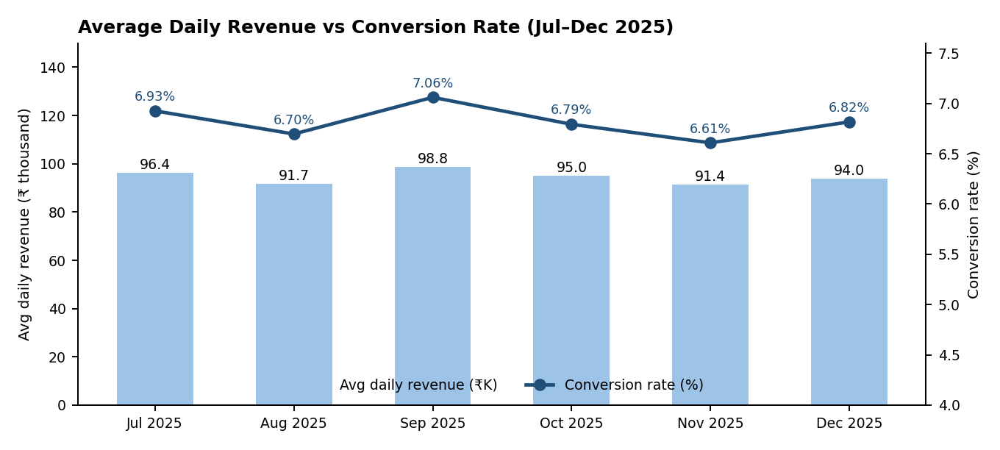 Average Daily Revenue vs Conversion Rate (Jul–Dec 2025)
Avg daily revenue (₹ thousand)
140
120
100
80
60
40
20
0
6.93%
6.70%
7.06%
6.79%
6.61%
6.82%
96.4
91.7
98.8
95.0
91.4
94.0
Avg daily revenue (₹K)
Conversion rate (%)
Jul 2025
Aug 2025
Sep 2025
Oct 2025
Nov 2025
Dec 2025
7.5
7.0
6.5
6.0
5.5
5.0
4.5
4.0
Conversion rate (%)